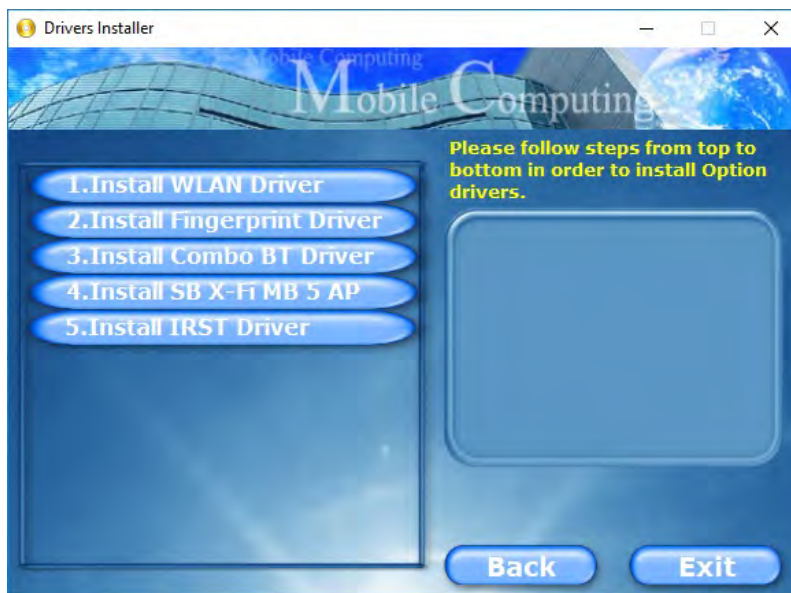 Drivers Installer
Mobile Computing
Mobile Computing
Please follow steps from top to
bottom in order to install Option
drivers.
1.Install WLAN Driver
2.Install Fingerprint Driver
3.Install Combo BT Driver
4.Install SB X-Fi MB 5 AP
5.Install IRST Driver
Back
Exit